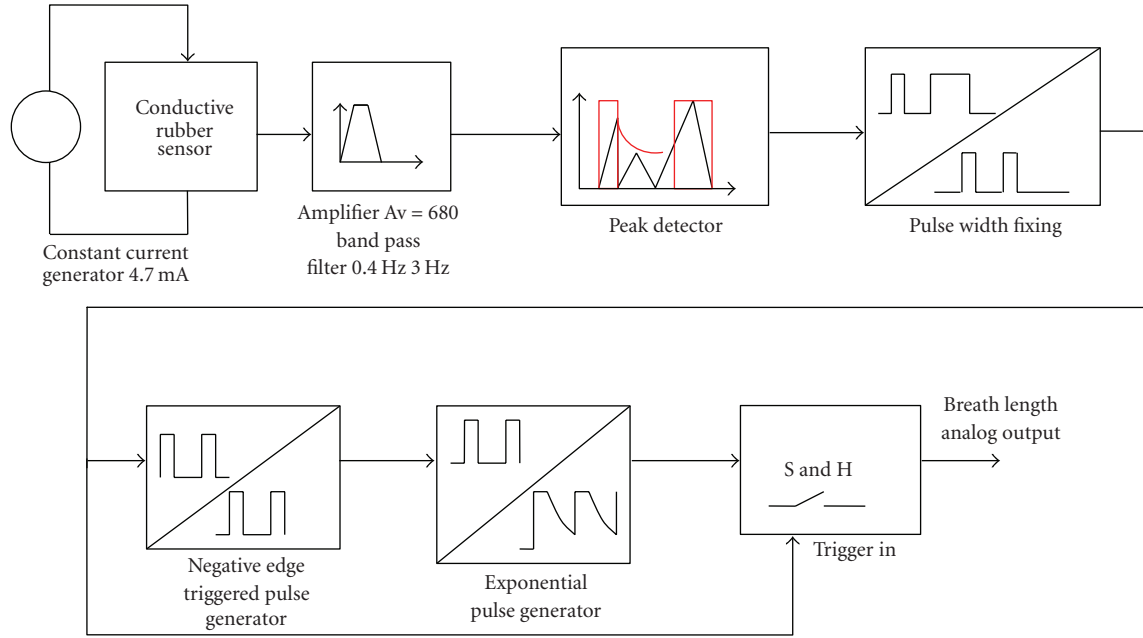 Conductive
rubber
sensor
Constant current
generator 4.7 mA
Amplifier Av = 680
band pass
filter 0.4 Hz 3 Hz
Peak detector
Pulse width fixing
Negative edge
triggered pulse
generator
Exponential
pulse generator
S and H
Trigger in
Breath length
analog output